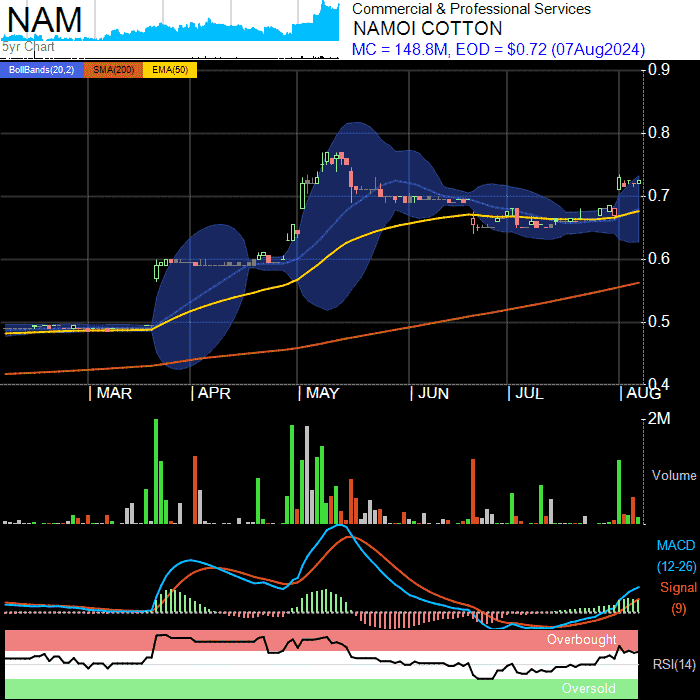 NAM
5yr Chart
Commercial & Professional Services
NAMOI COTTON
MC = 148.8M, EOD = $0.72 (07Aug2024)
BollBands(20,2) SMA(200) EMA(50)
0.9
0.8
0.7
0.6
0.5
0.4
MAR APR MAY JUN JUL AUG
2M
Volume
MACD
(12-26)
Signal
(9)
Overbought
RSI(14)
Oversold